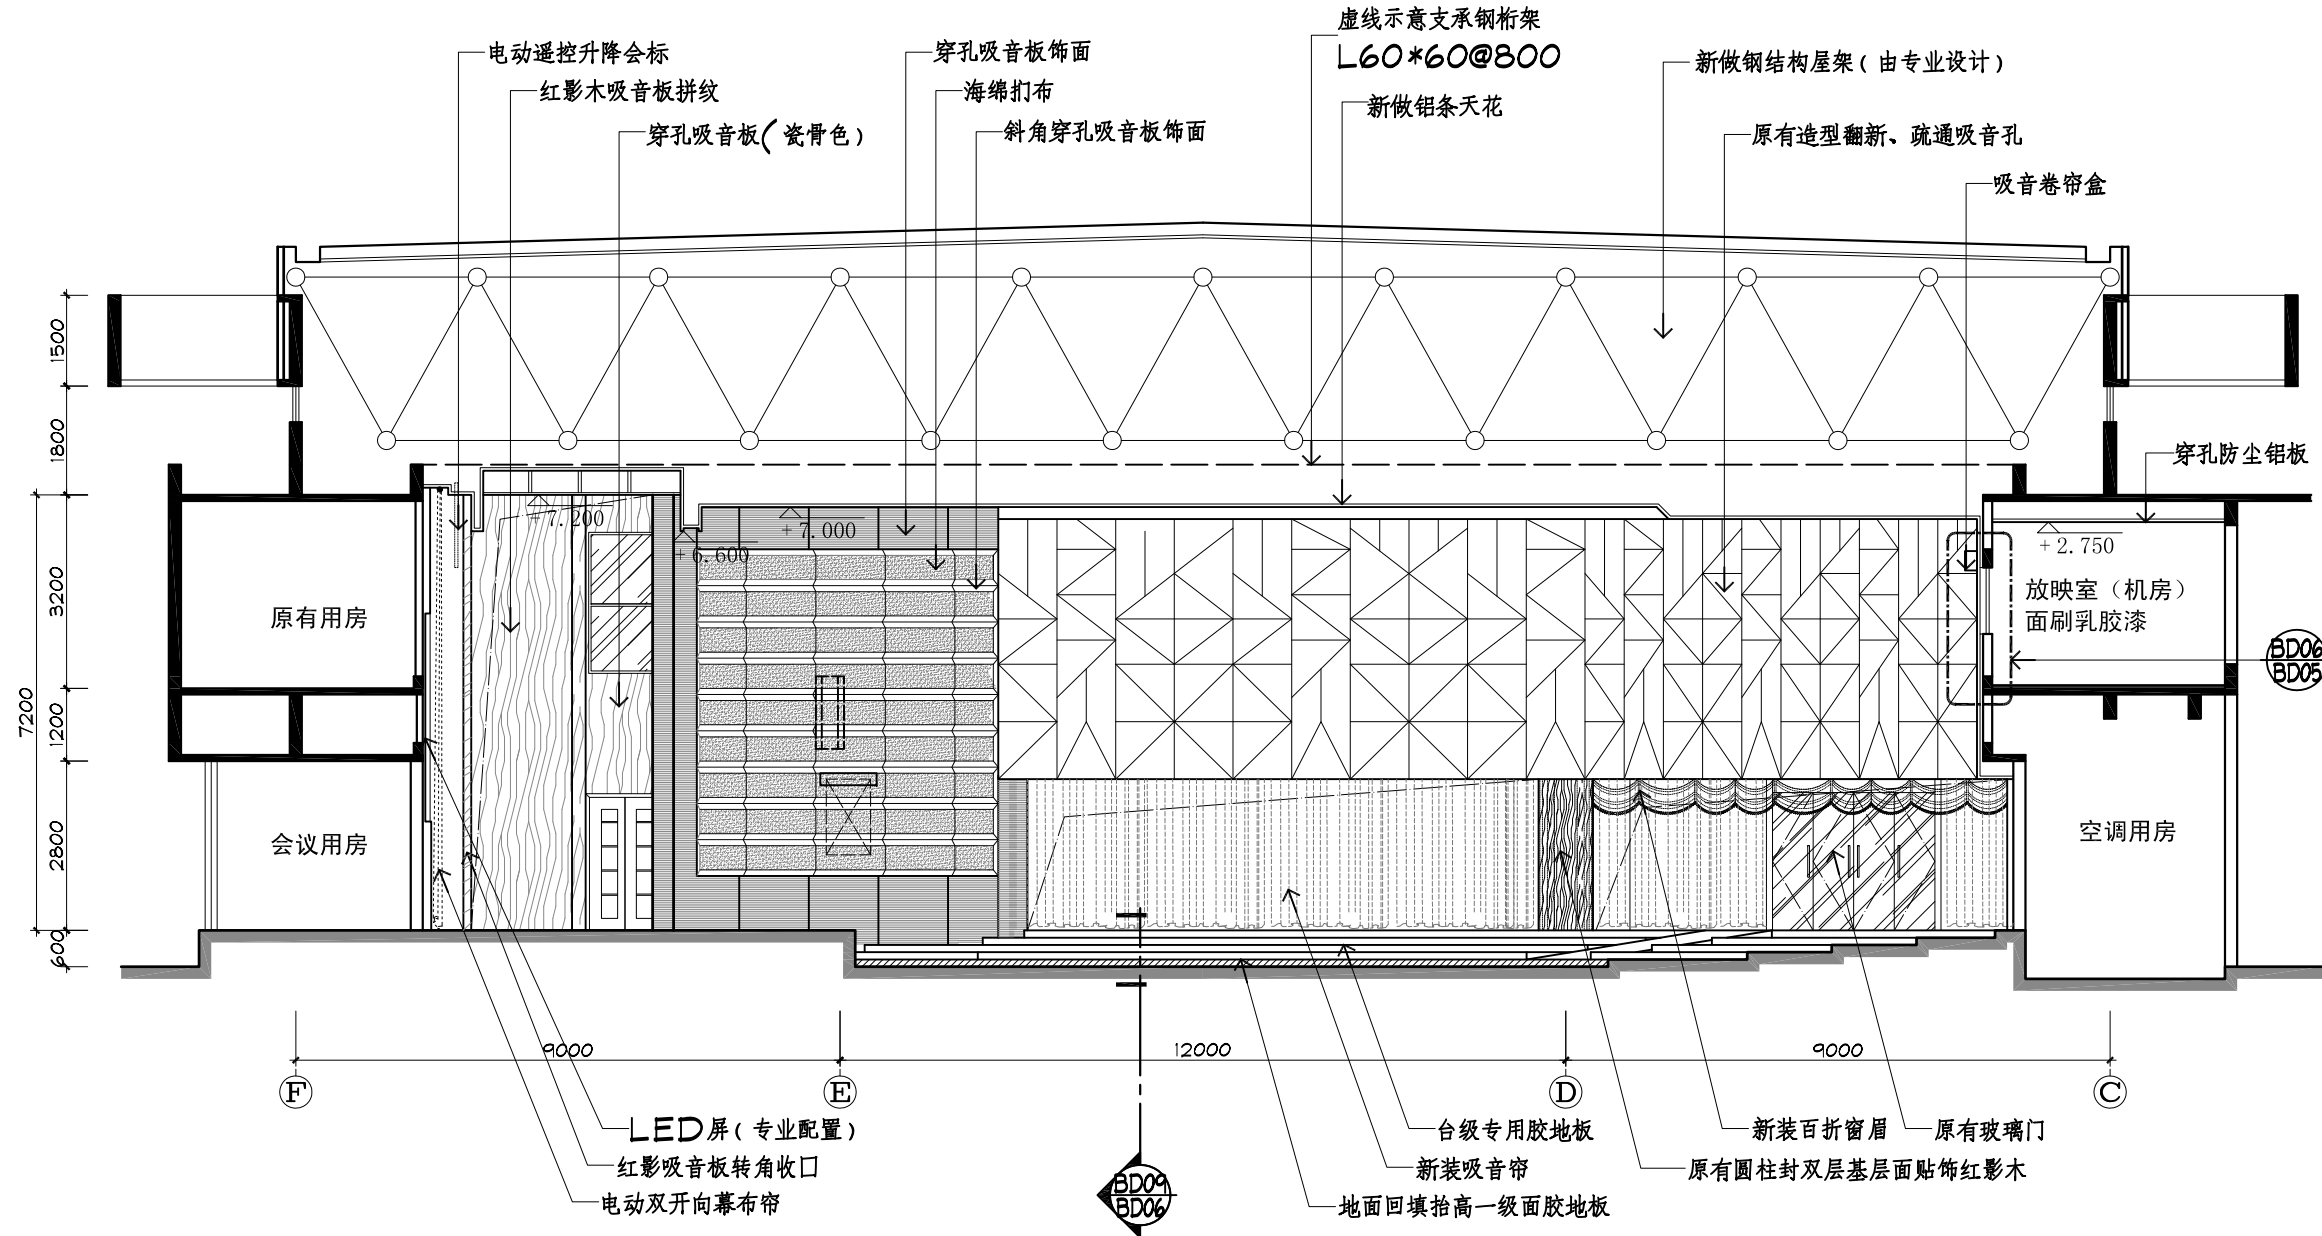 虚线示意支承钢桁架
L60*60@800
电动遥控升降会标
穿孔吸音板饰面
新做钢结构屋架(由专业设计)
红影木吸音板拼纹
海绵扪布
新做铝条天花
穿孔吸音板(瓷骨色)
斜角穿孔吸音板饰面
原有造型翻新、疏通吸音孔
吸音卷帘盒
1500
1800
穿孔防尘铝板
+7.200
+7.000
+6.600
+2.750
3200
放映室(机房)
面刷乳胶漆
原有用房
BD06
BD05
7200
1200
2800
会议用房
空调用房
600
9000
12000
9000
F
E
D
C
LED屏(专业配置)
台级专用胶地板
新装百折窗眉
原有玻璃门
红影吸音板转角收口
新装吸音帘
原有圆柱封双层基层面贴饰红影木
电动双开向幕布帘
BD09
BD06
地面回填抬高一级面胶地板